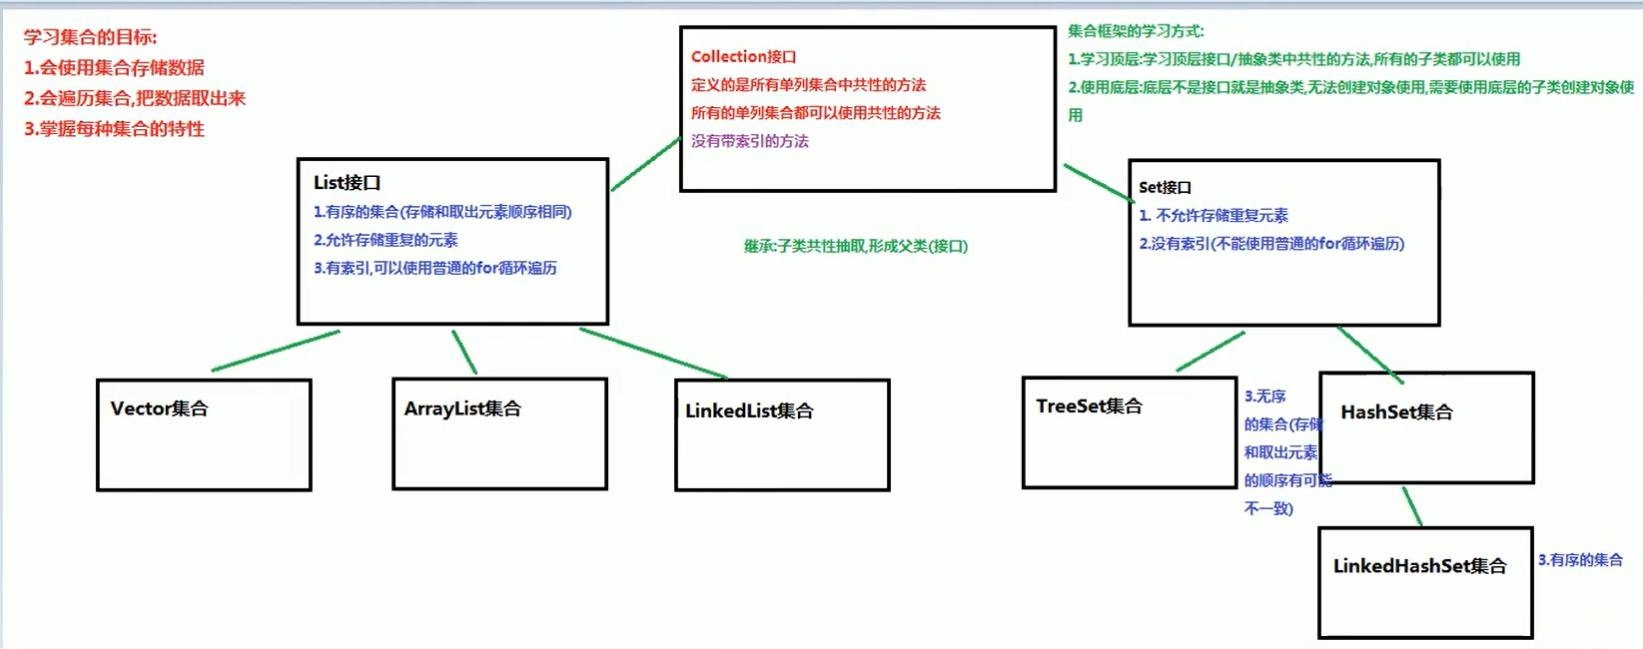 学习集合的目标:
1.会使用集合存储数据
2.会遍历集合,把数据取出来
3.掌握每种集合的特性
Collection接口
定义的是所有单列集合中共性的方法
所有的单列集合都可以使用共性的方法
没有带索引的方法
集合框架的学习方式:
1.学习顶层:学习顶层接口/抽象类中共性的方法,所有的子类都可以使用
2.使用底层:底层不是接口就是抽象类,无法创建对象使用,需要使用底层的子类创建对象使
用
List接口
1.有序的集合(存储和取出元素顺序相同)
2.允许存储重复的元素
3.有索引,可以使用普通的for循环遍历
继承:子类共性抽取,形成父类(接口)
Set接口
1. 不允许存储重复元素
2.没有索引(不能使用普通的for循环遍历)
Vector集合
ArrayList集合
LinkedList集合
TreeSet集合
3.无序
的集合(存储
和取出元素
的顺序有可能
不一致)
HashSet集合
LinkedHashSet集合
3.有序的集合